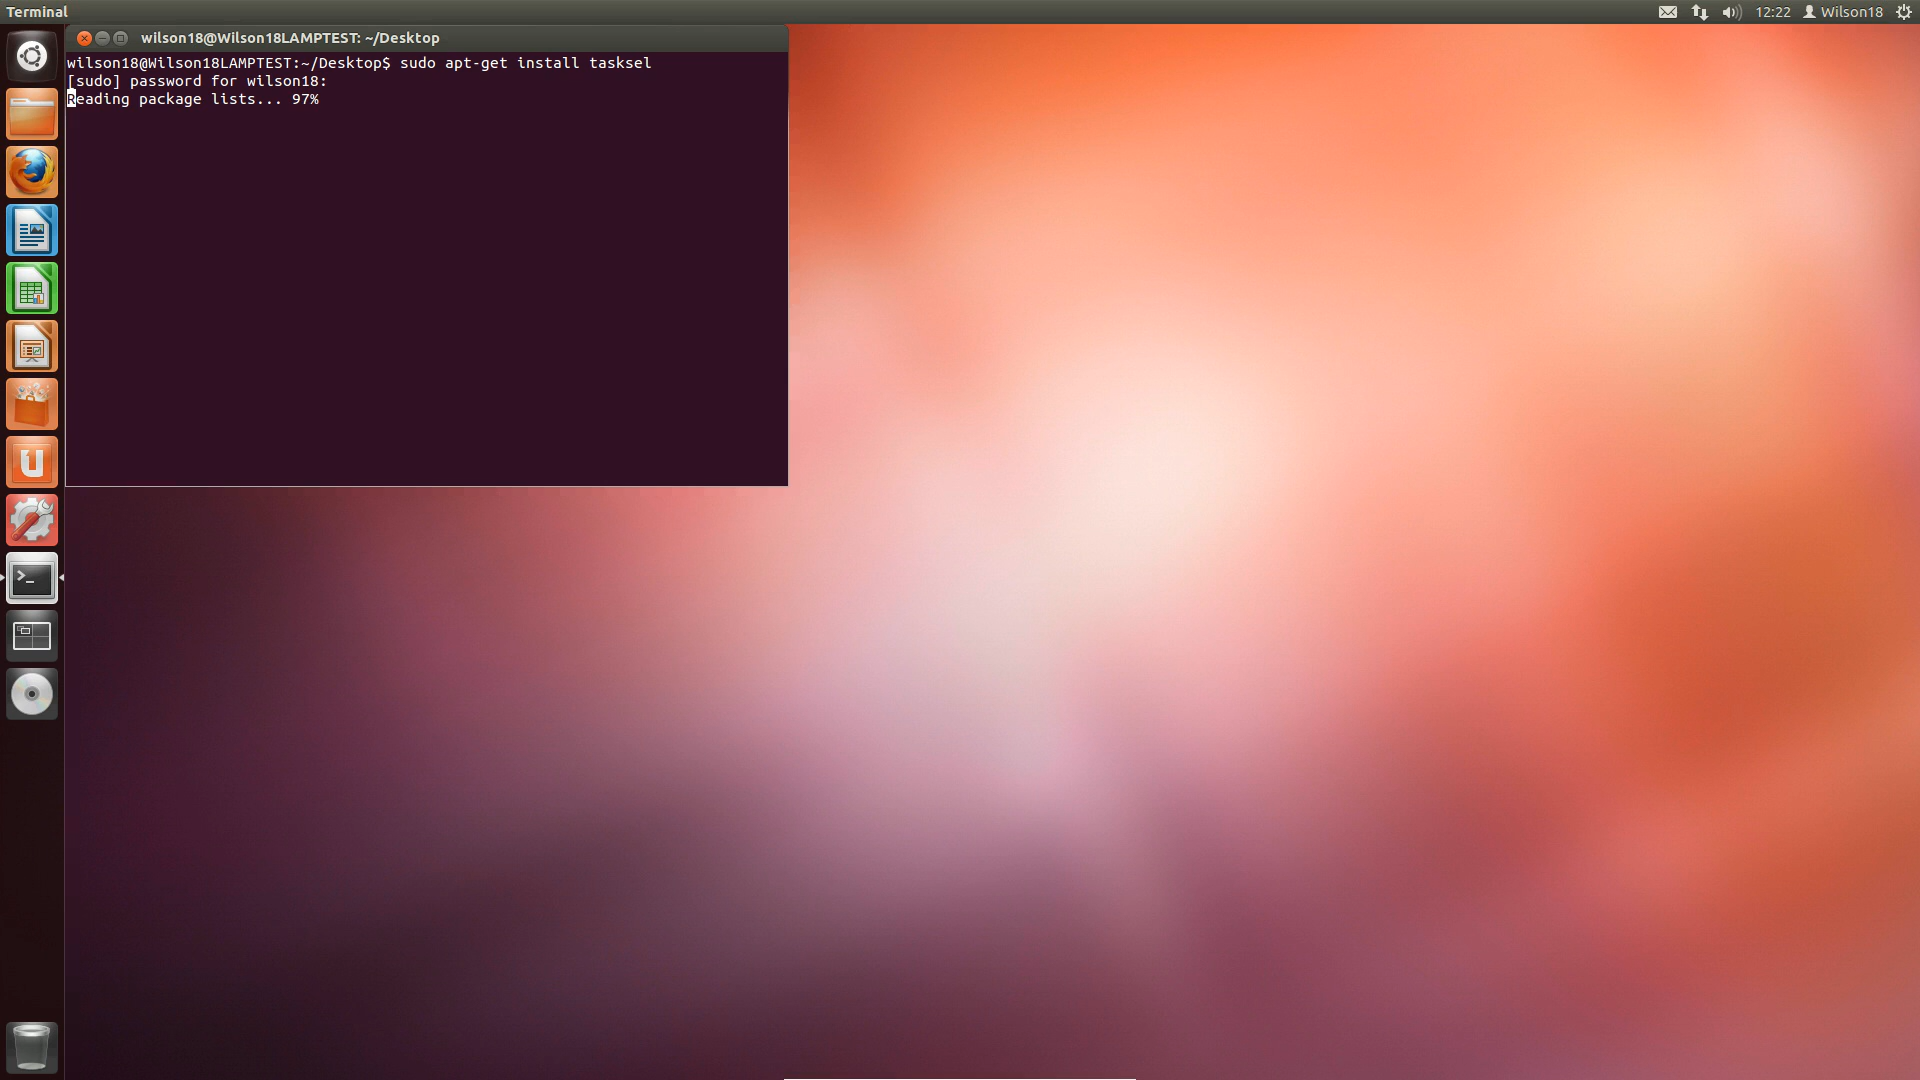 Terminal
12:22 Wilson18
wilson18@Wilson18LAMPTEST: ~/Desktop
wilson18@Wilson18LAMPTEST:~/Desktop$ sudo apt-get install tasksel
[sudo] password for wilson18:
Reading package lists... 97%